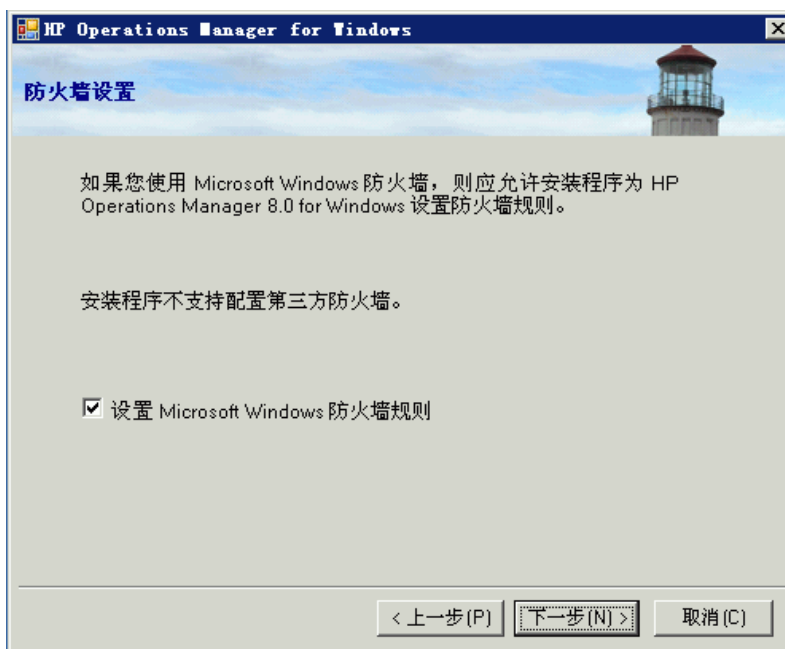 HP Operations Manager for Windows
防火墙设置
如果您使用 Microsoft Windows 防火墙，则应允许安装程序为 HP
Operations Manager 8.0 for Windows 设置防火墙规则。
安装程序不支持配置第三方防火墙。
设置 Microsoft Windows 防火墙规则
< 上一步(P)
下一步(N) >
取消(C)